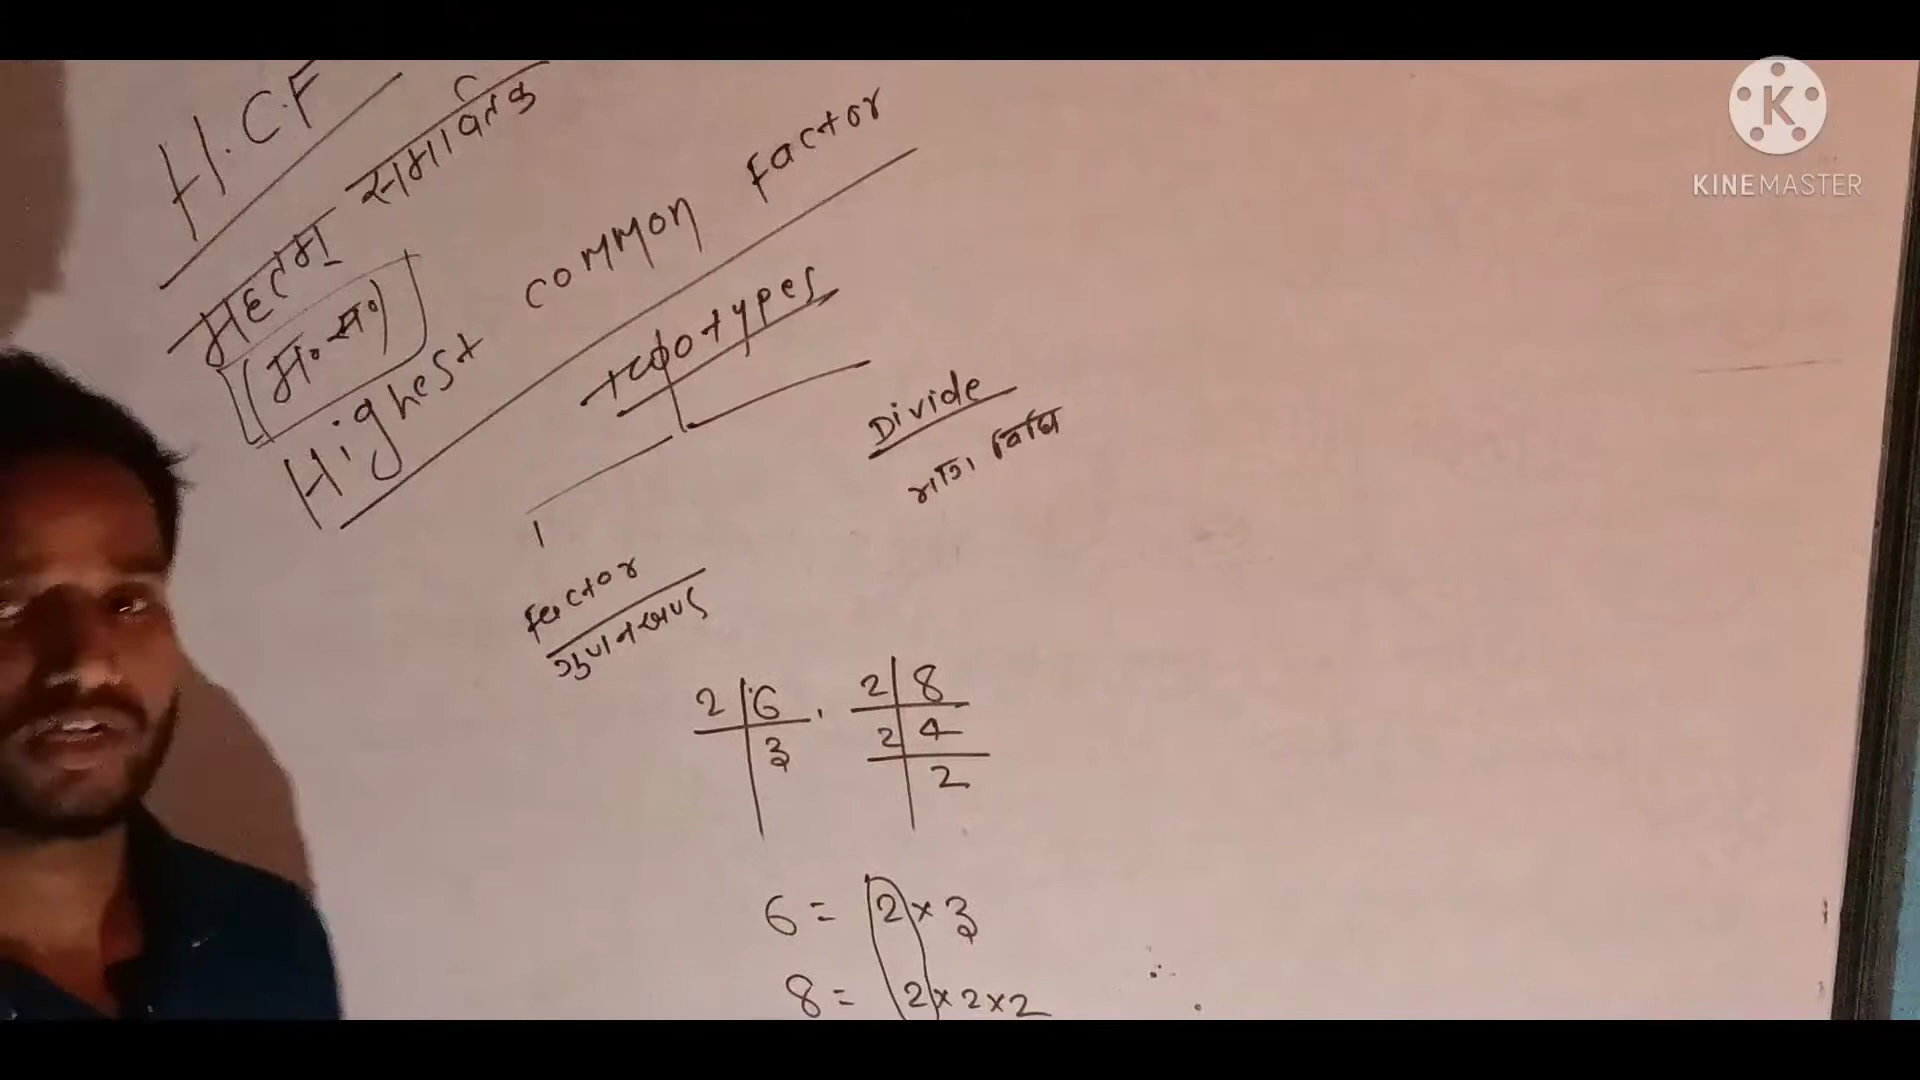 H.C.F
महत्तम समापवर्तक
(म॰ स॰)
Highest common factor
two types
Divide
भाग विधि
factor
गुणनखण्ड
2 | 6 , 2 | 8
3 2 | 4
2
6 = 2 × 3
8 = 2 × 2 × 2
∴
K
KINEMASTER